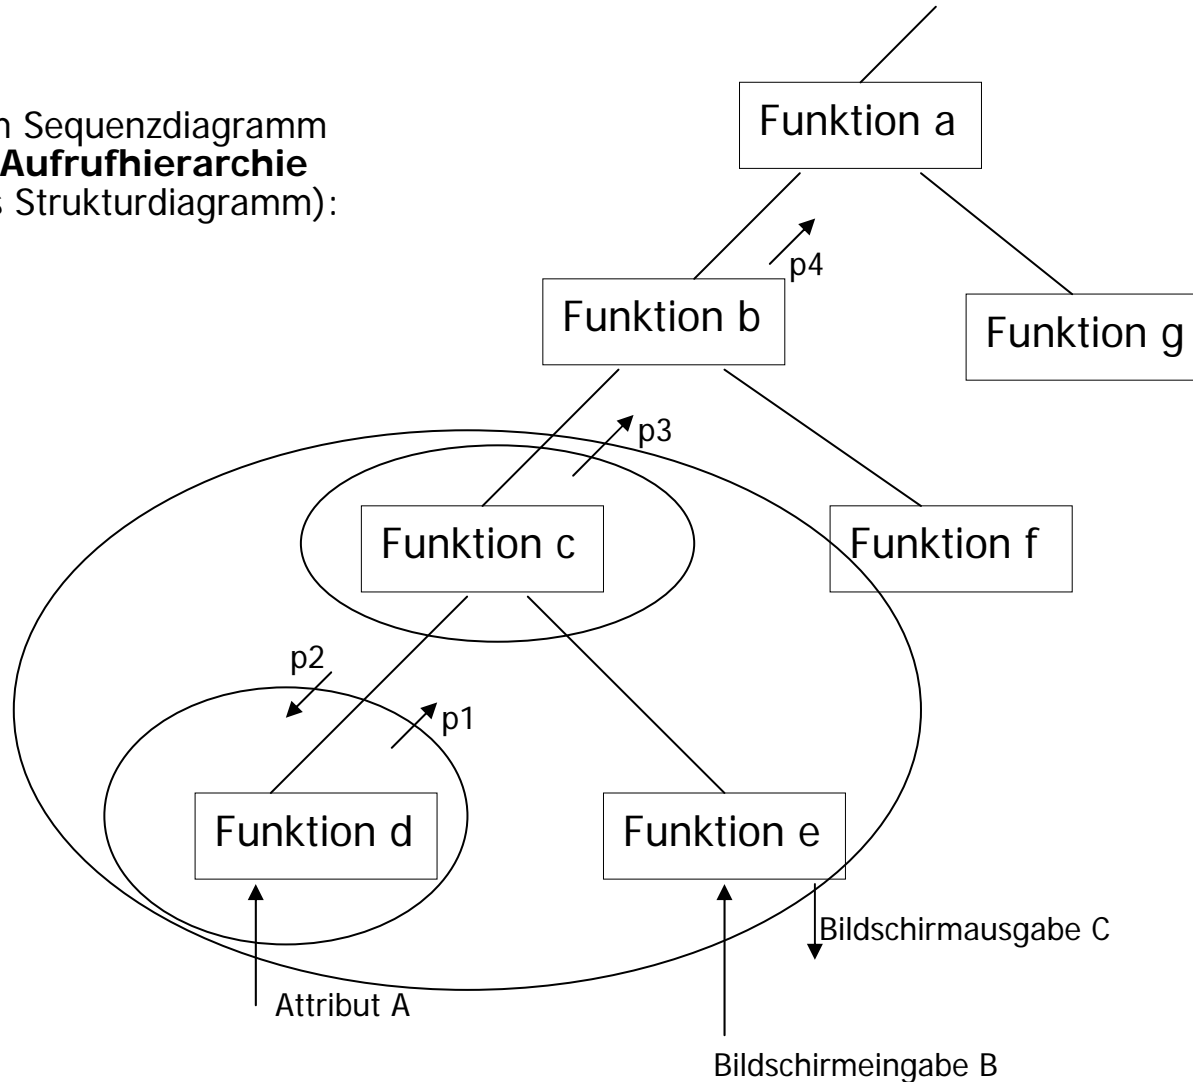 n Sequenzdiagramm
Aufrufhierarchie
s Strukturdiagramm):
Funktion a
p4
Funktion b
Funktion g
p3
Funktion c
Funktion f
p2
p1
Funktion d
Funktion e
Bildschirmausgabe C
Attribut A
Bildschirmeingabe B